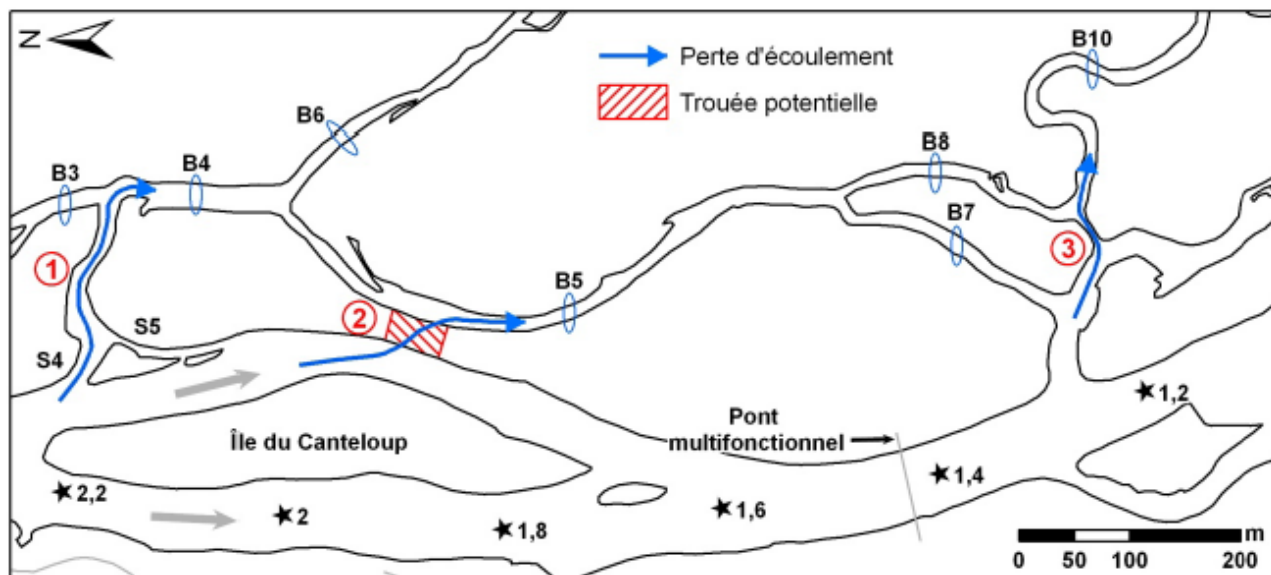 N
B10
Perte d'écoulement
Trouée potentielle
B6
B3
B4
B8
B7
1
3
B5
2
S5
S4
1,2
Pont
multifonctionnel
Île du Canteloup
1,4
2,2
2
1,8
1,6
m
0 50 100 200